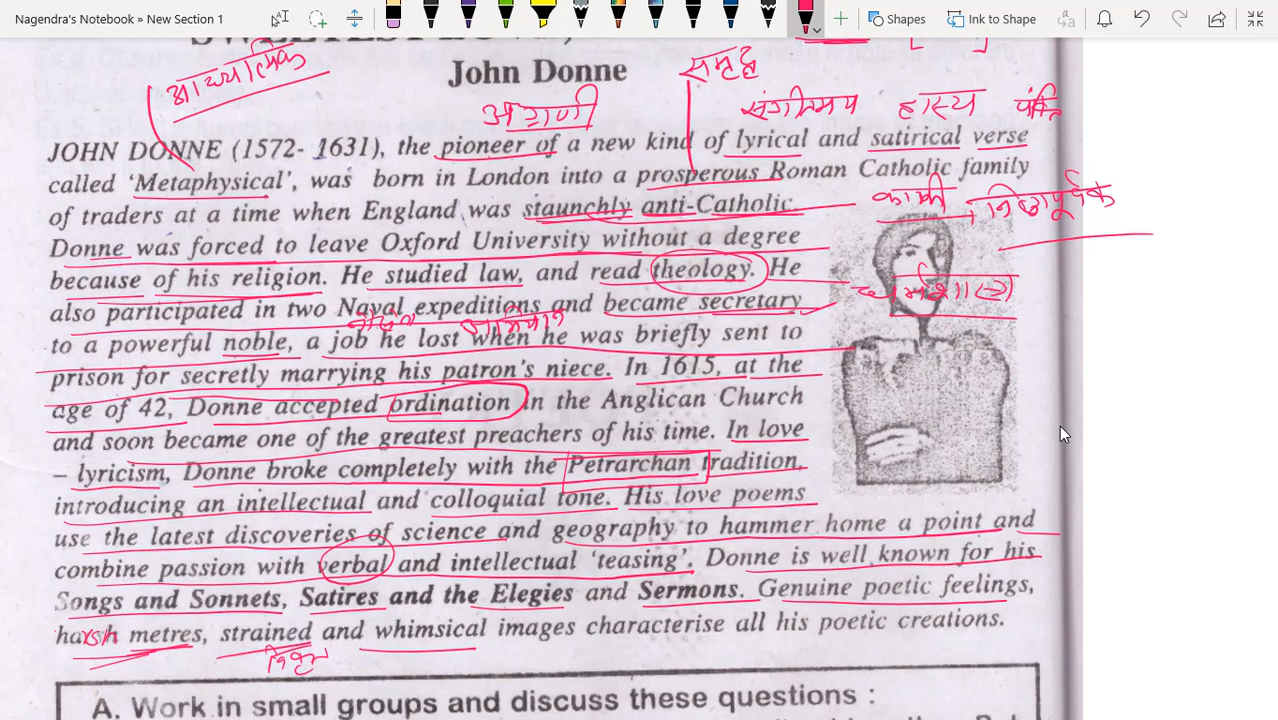 Nagendra's Notebook » New Section 1
Shapes
Ink to Shape
John Donne
समृद्ध
अग्रणी
हास्य
JOHN DONNE (1572- 1631), the pioneer of a new kind of lyrical and satirical verse
called 'Metaphysical', was born in London into a prosperous Roman Catholic family
of traders at a time when England was staunchly anti-Catholic.
काफी, निष्ठापूर्वक
Donne was forced to leave Oxford University without a degree
because of his religion. He studied law, and read theology. He
also participated in two Naval expeditions and became secretary
to a powerful noble, a job he lost when he was briefly sent to
prison for secretly marrying his patron's niece. In 1615, at the
age of 42, Donne accepted ordination in the Anglican Church
and soon became one of the greatest preachers of his time. In love
– lyricism, Donne broke completely with the Petrarchan tradition,
introducing an intellectual and colloquial tone. His love poems
use the latest discoveries of science and geography to hammer home a point and
combine passion with verbal and intellectual 'teasing'. Donne is well known for his
Songs and Sonnets, Satires and the Elegies and Sermons. Genuine poetic feelings,
harsh metres, strained and whimsical images characterise all his poetic creations.
A. Work in small groups and discuss these questions :